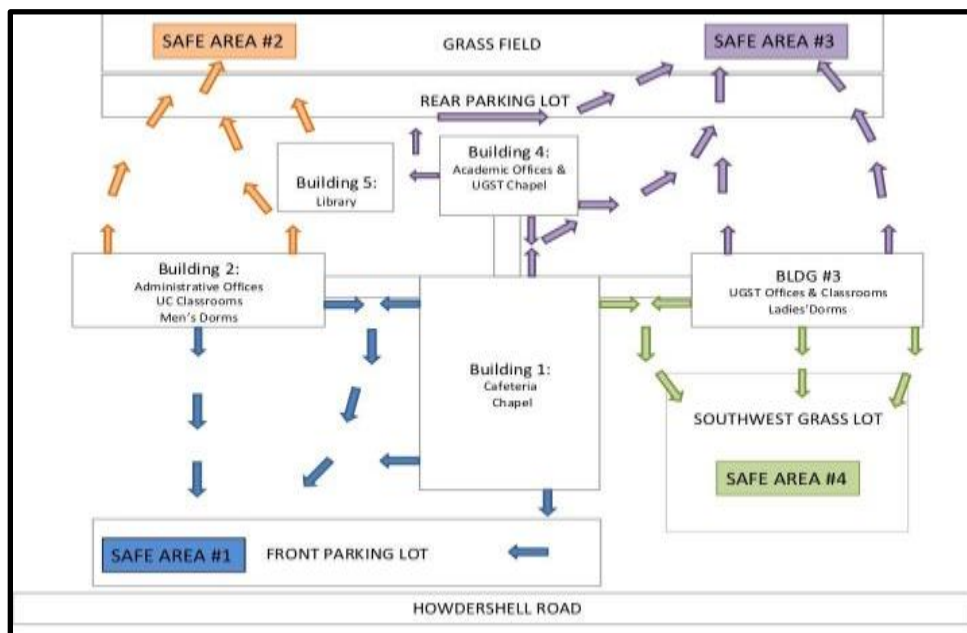 SAFE AREA #2
GRASS FIELD
SAFE AREA #3
REAR PARKING LOT
Building 4:
Academic Offices &
UGST Chapel
Building 5:
Library
Building 2:
Administrative Offices
UC Classrooms
Men's Dorms
BLDG #3
UGST Offices & Classrooms
Ladies'Dorms
Building 1:
Cafeteria
Chapel
SOUTHWEST GRASS LOT
SAFE AREA #4
SAFE AREA #1
FRONT PARKING LOT
HOWDERSHELL ROAD